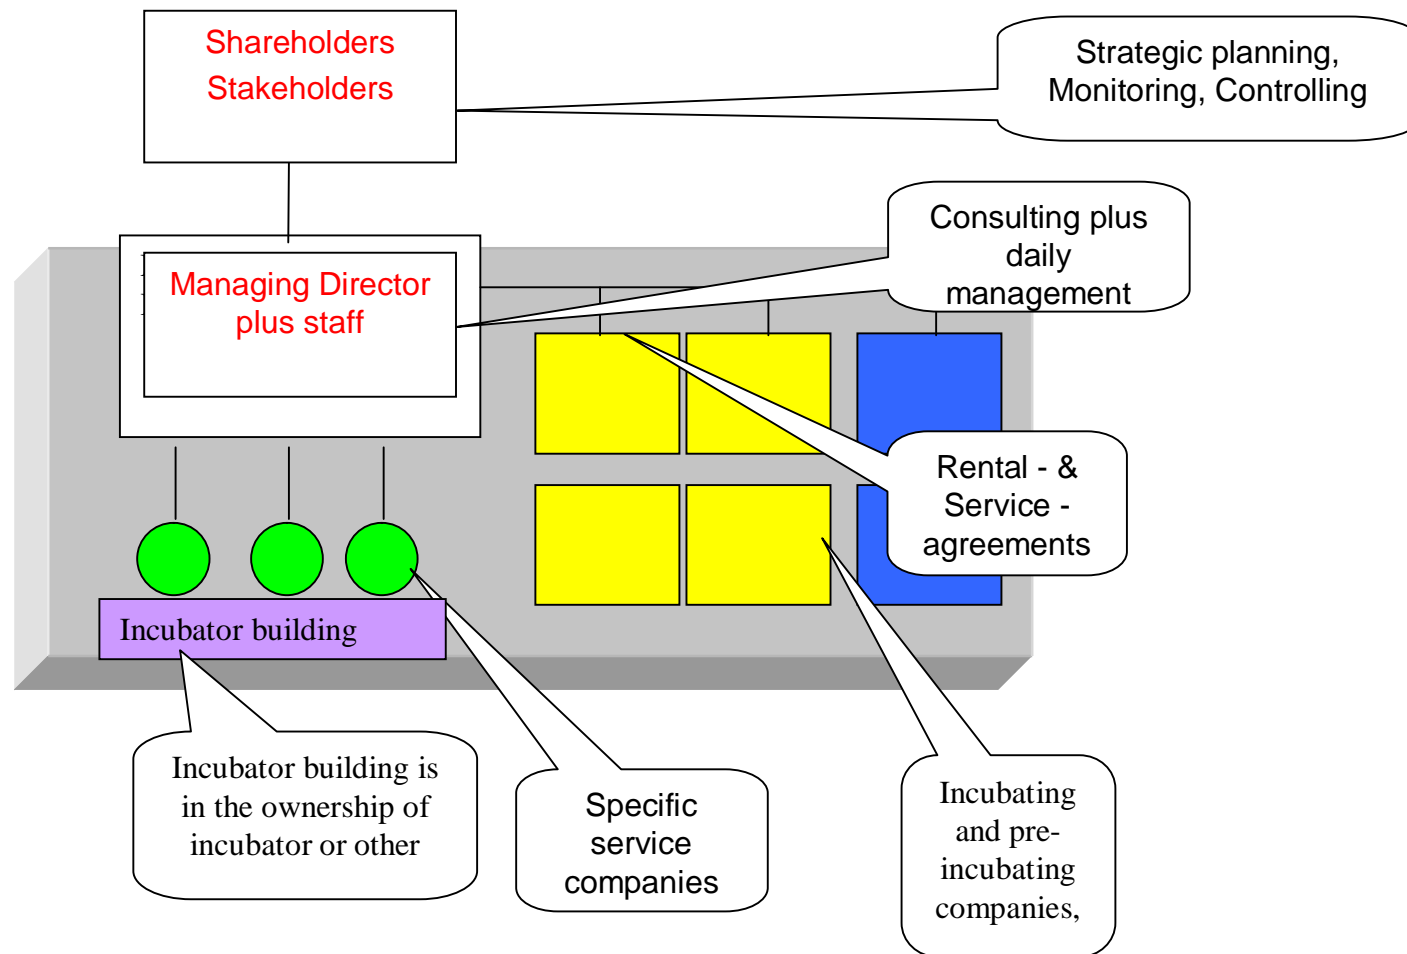 Shareholders
Stakeholders
Strategic planning,
Monitoring, Controlling
Consulting plus
daily
management
Managing Director
plus staff
Rental - &
Service -
agreements
Incubator building
Incubator building is
in the ownership of
incubator or other
Specific
service
companies
Incubating
and pre-
incubating
companies,